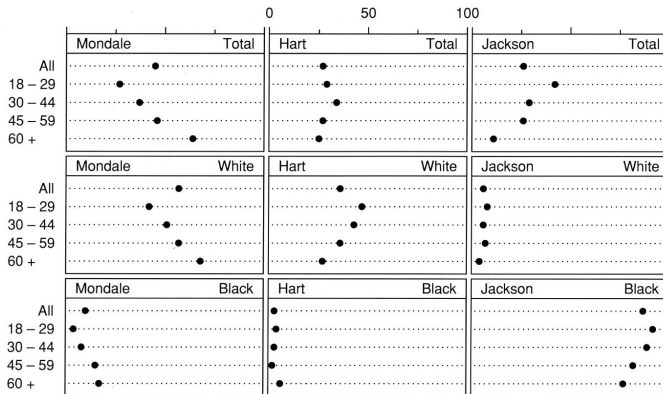 0 50 100
Mondale Total Hart Total Jackson Total
All
18 – 29
30 – 44
45 – 59
60 +
Mondale White Hart White Jackson White
All
18 – 29
30 – 44
45 – 59
60 +
Mondale Black Hart Black Jackson Black
All
18 – 29
30 – 44
45 – 59
60 +